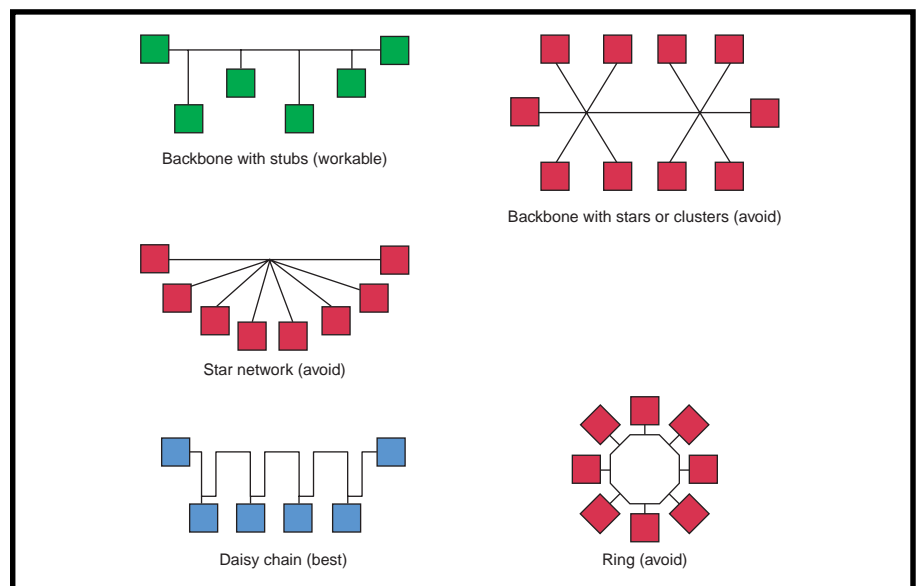 Backbone with stubs (workable)
Backbone with stars or clusters (avoid)
Star network (avoid)
Daisy chain (best)
Ring (avoid)